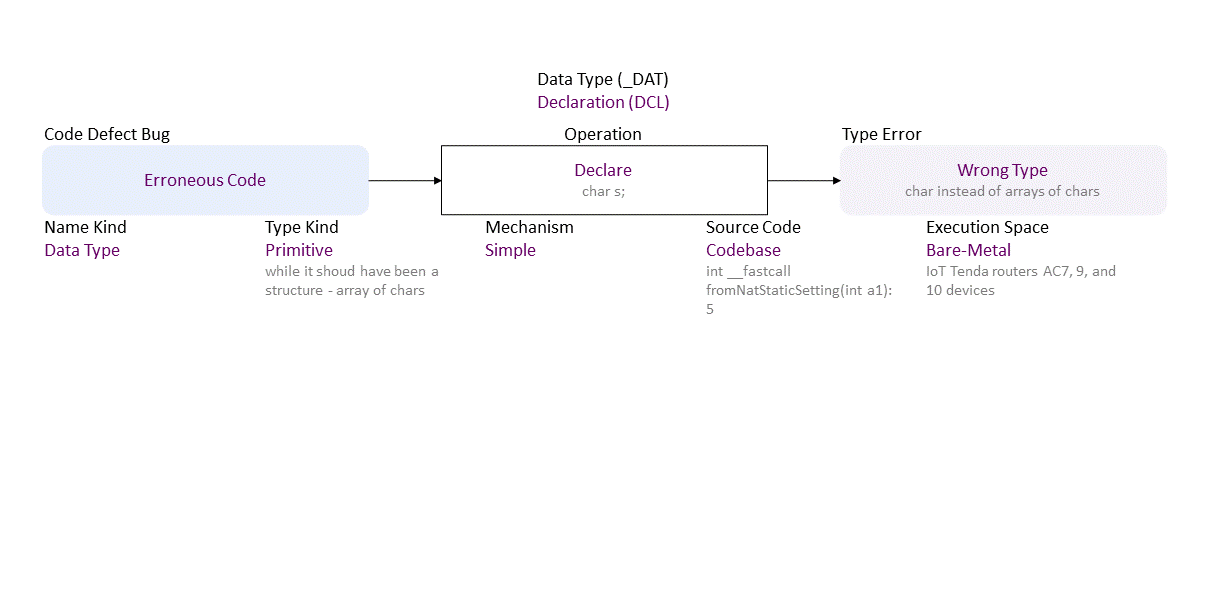 Data Type (_DAT)
Declaration (DCL)
Code Defect Bug
Operation
Type Error
Erroneous Code
Declare
char s;
Wrong Type
char instead of arrays of chars
Name Kind
Data Type
Type Kind
Primitive
while it shoud have been a
structure - array of chars
Mechanism
Simple
Source Code
Codebase
int __fastcall
fromNatStaticSetting(int a1):
5
Execution Space
Bare-Metal
IoT Tenda routers AC7, 9, and
10 devices